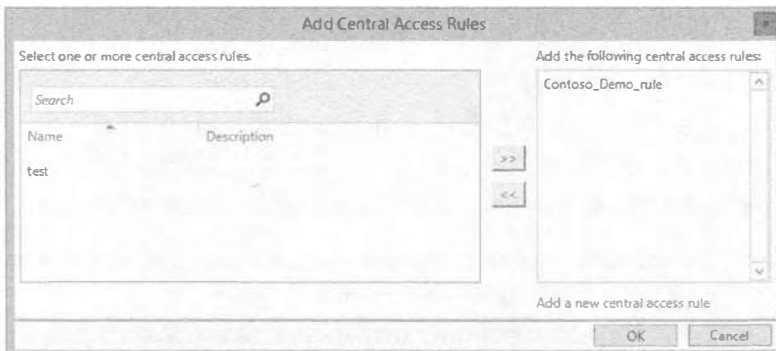 Add Central Access Rules
Select one or more central access rules.
Search
Name Description
test
>>
<<
Add the following central access rules:
Contoso_Demo_rule
Add a new central access rule
OK Cancel